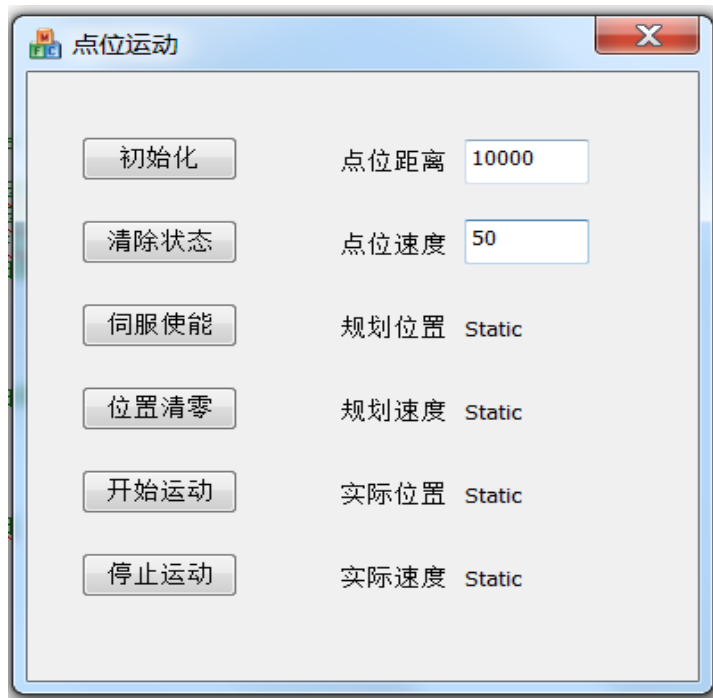 点位运动
初始化 点位距离 10000
清除状态 点位速度 50
伺服使能 规划位置 Static
位置清零 规划速度 Static
开始运动 实际位置 Static
停止运动 实际速度 Static